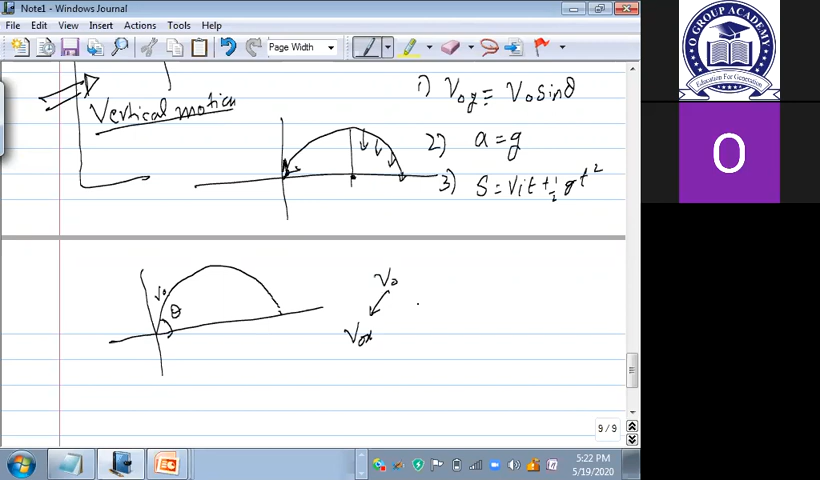 Note1 - Windows Journal
File Edit View Insert Actions Tools Help
Page Width
Vertical motion
1) Voy = Vo sinθ
2) a = g
3) S = Vit + 1/2 gt²
Vo
θ
Vo
Vox
9 / 9
5:22 PM
5/19/2020
O GROUP ACADEMY
Education For Generation
O